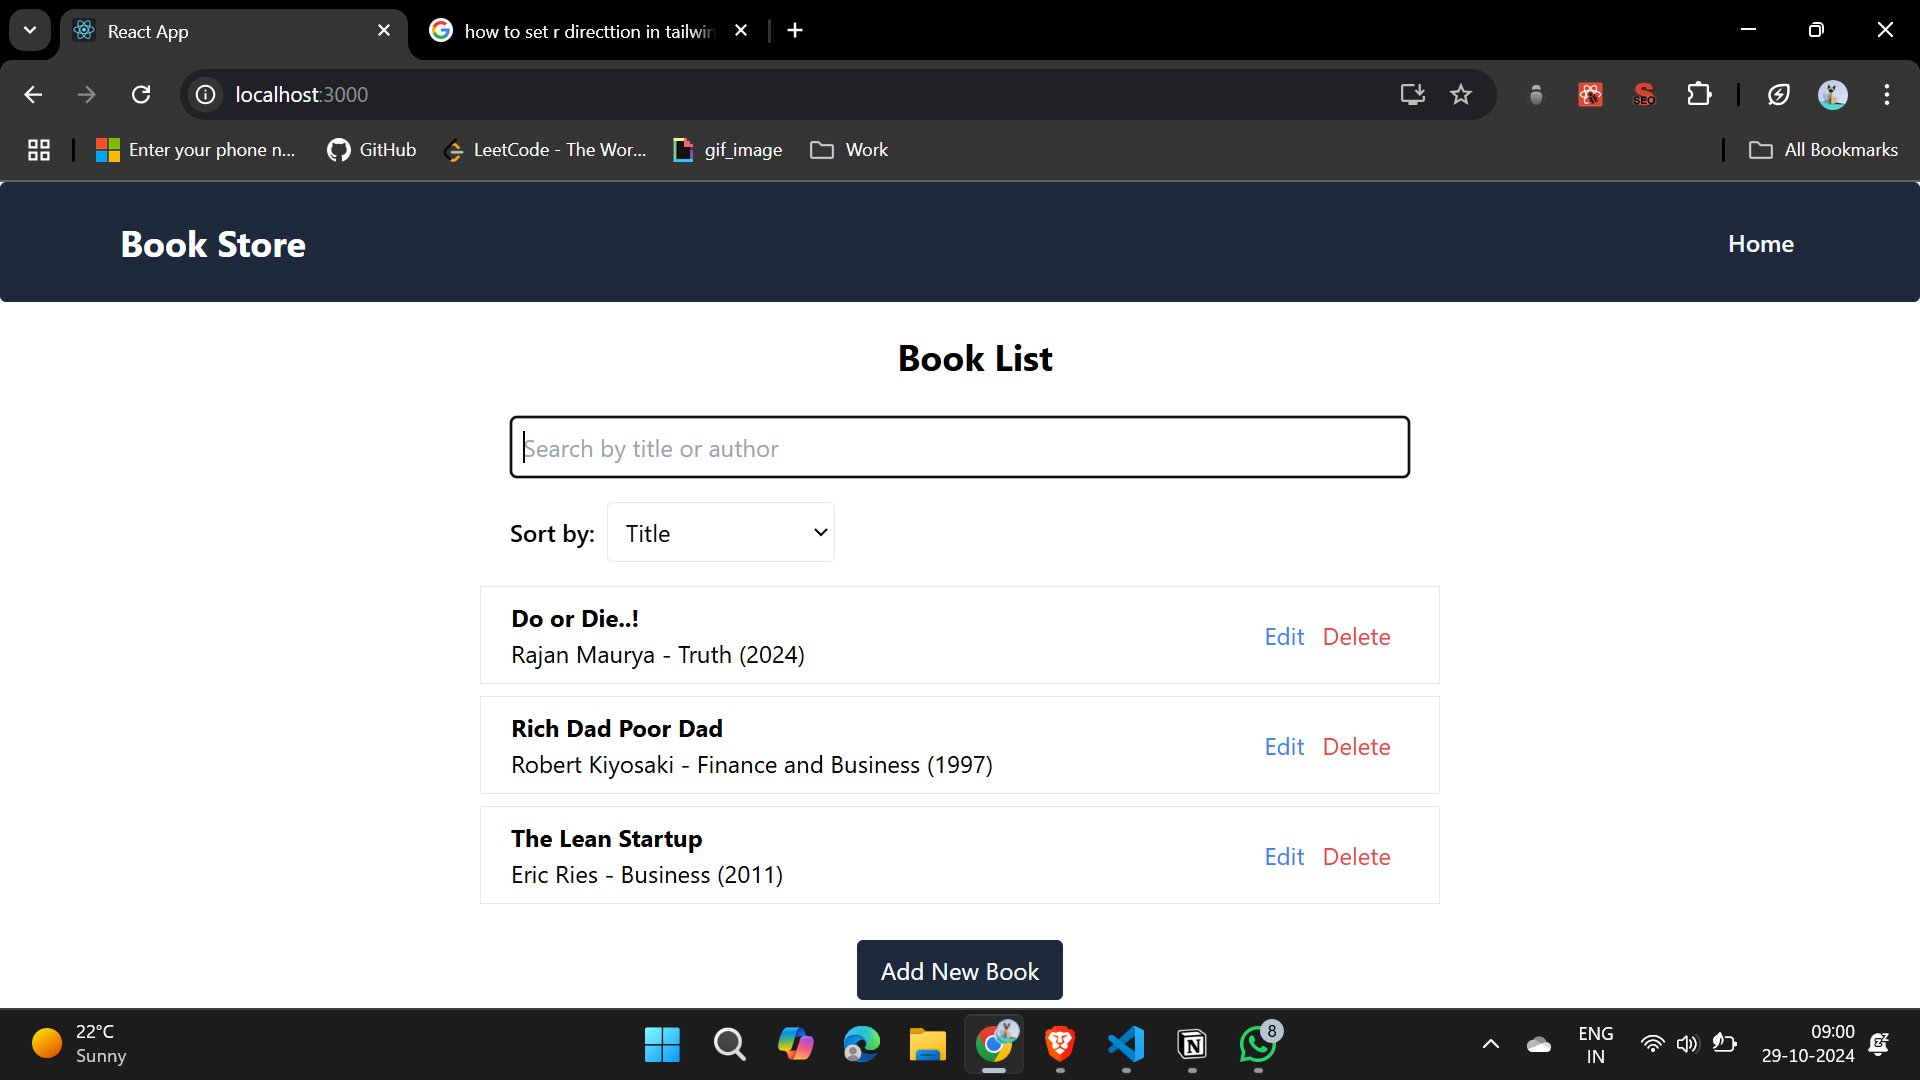 React App
how to set r directtion in tailwin
localhost:3000
SEO
Enter your phone n...
GitHub
LeetCode - The Wor...
gif_image
Work
All Bookmarks
Book Store
Home
Book List
Search by title or author
Sort by: Title
Do or Die..!
Rajan Maurya - Truth (2024)
Edit Delete
Rich Dad Poor Dad
Robert Kiyosaki - Finance and Business (1997)
Edit Delete
The Lean Startup
Eric Ries - Business (2011)
Edit Delete
Add New Book
22°C
Sunny
8
ENG
IN
09:00
29-10-2024